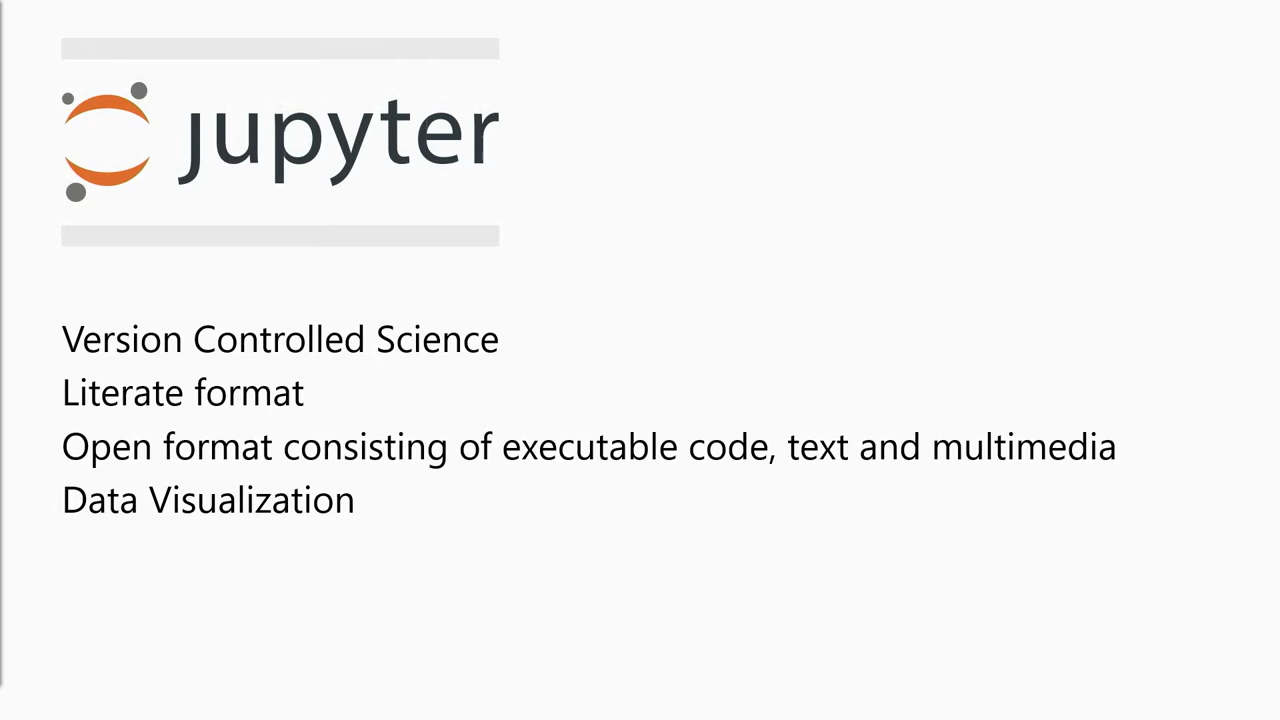 Jupyter
Version Controlled Science
Literate format
Open format consisting of executable code, text and multimedia
Data Visualization